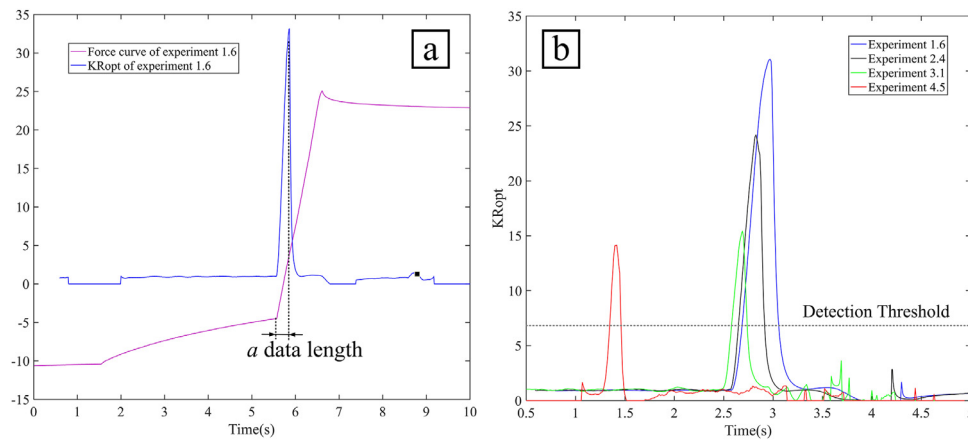 a
Force curve of experiment 1.6
KRopt of experiment 1.6
35
30
25
20
15
10
5
0
-5
-10
-15
a data length
0 1 2 3 4 5 6 7 8 9 10
Time(s)
b
Experiment 1.6
Experiment 2.4
Experiment 3.1
Experiment 4.5
35
30
25
20
15
10
5
0
KRopt
Detection Threshold
0.5 1 1.5 2 2.5 3 3.5 4 4.5 5
Time(s)